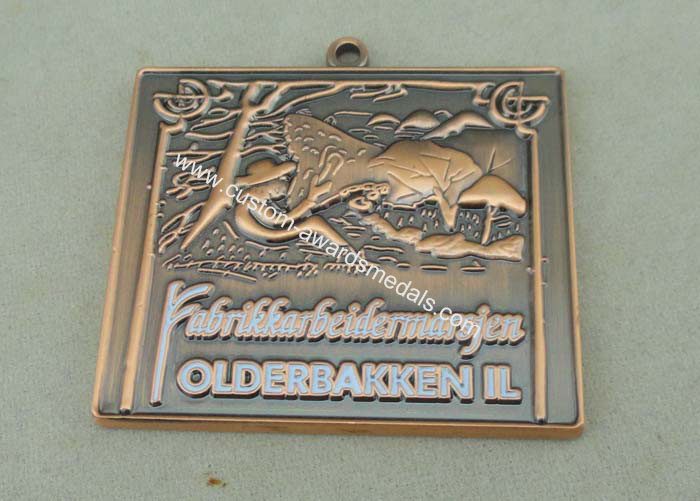 www.custom-awardsmedals.com
Fabrikkarbeidermarsjen
OLDERBAKKEN IL